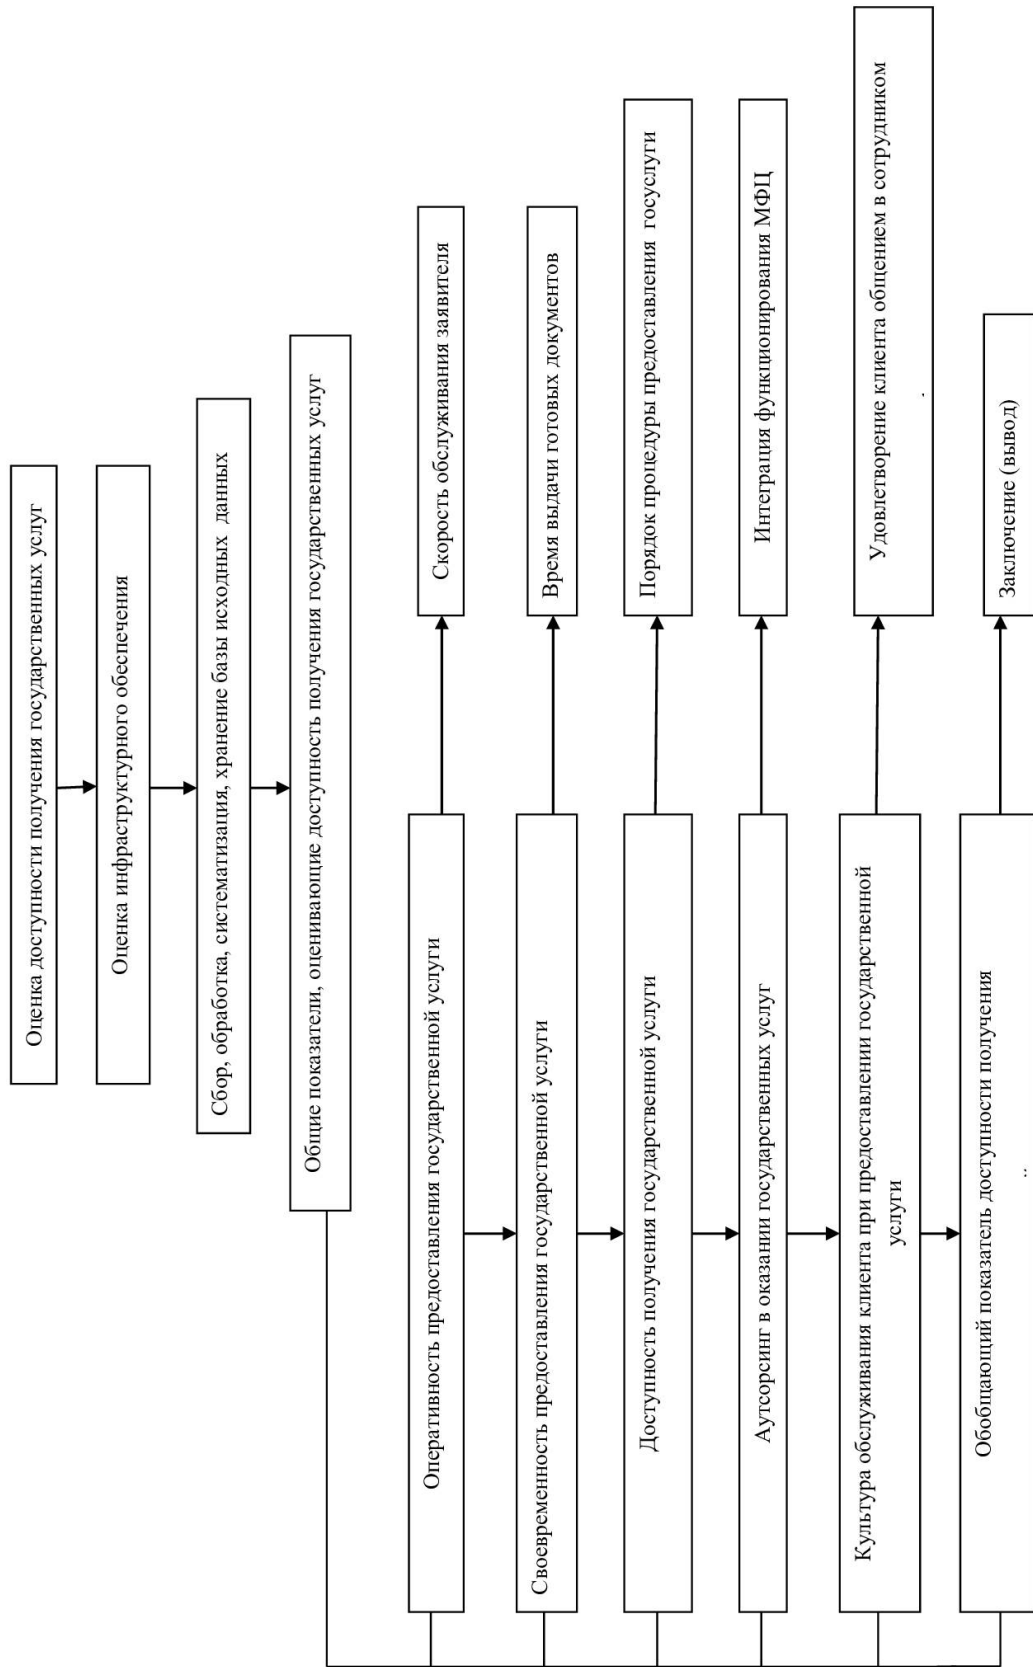 Оценка доступности получения государственных услуг
Оценка инфраструктурного обеспечения
Сбор, обработка, систематизация, хранение базы исходных данных
Общие показатели, оценивающие доступность получения государственных услуг
Оперативность предоставления государственной услуги
Скорость обслуживания заявителя
Своевременность предоставления государственной услуги
Время выдачи готовых документов
Доступность получения государственной услуги
Порядок процедуры предоставления госуслуги
Аутсорсинг в оказании государственных услуг
Интеграция функционирования МФЦ
Культура обслуживания клиента при предоставлении государственной
услуги
Удовлетворение клиента общением в сотрудником
Обобщающий показатель доступности получения
Заключение (вывод)